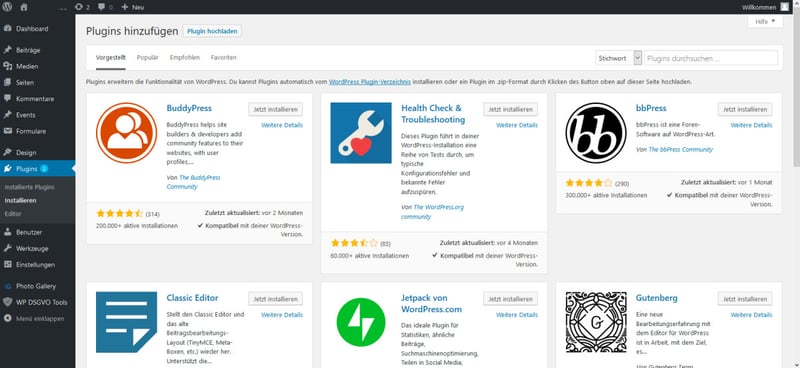 2 0 + Neu
Willkommen
Dashboard
Beiträge
Medien
Seiten
Kommentare
Events
Formulare
Design
Plugins 1
Installierte Plugins
Installieren
Editor
Benutzer
Werkzeuge
Einstellungen
Photo Gallery
WP DSGVO Tools
Menü einklappen
Plugins hinzufügen
Plugin hochladen
Hilfe
Vorgestellt Populär Empfohlen Favoriten
Stichwort
Plugins durchsuchen ...
Plugins erweitern die Funktionalität von WordPress. Du kannst Plugins automatisch vom WordPress Plugin-Verzeichnis installieren oder ein Plugin im zip-Format durch Klicken des Button oben auf dieser Seite hochladen.
BuddyPress
Jetzt installieren
Weitere Details
BuddyPress helps site
builders & developers add
community features to
their websites, with user
profiles,...
Von The BuddyPress
Community
(314)
200.000+ aktive Installationen
Zuletzt aktualisiert: vor 2 Monaten
Kompatibel mit deiner WordPress-
Version.
Health Check &
Troubleshooting
Jetzt installieren
Weitere Details
Dieses Plugin führt in deiner
WordPress-Installation eine
Reihe von Tests durch, um
typische
Konfigurationsfehler und
bekannte Fehler
aufzuspüren.
Von The WordPress.org
community
(85)
60.000+ aktive Installationen
Zuletzt aktualisiert: vor 4 Monaten
Kompatibel mit deiner WordPress-
Version.
bb
bbPress
Jetzt installieren
Weitere Details
bbPress ist eine Foren-
Software auf WordPress-Art.
Von The bbPress Community
(290)
300.000+ aktive Installationen
Zuletzt aktualisiert: vor 1 Monat
Kompatibel mit deiner WordPress-
Version.
Classic Editor
Jetzt installieren
Weitere Details
Stellt den Classic Editor und
das alte
Beitragsbearbeitungs-
Layout (TinyMCE, Meta-
Boxen, etc.) wieder her.
Unterstützt die...
Jetpack von
WordPress.com
Jetzt installieren
Weitere Details
Das ideale Plugin für
Statistiken, ähnliche
Beiträge,
Suchmaschinenoptimierung,
Teilen in Social Media,
G
Gutenberg
Jetzt installieren
Weitere Details
Eine neue
Bearbeitungserfahrung mit
dem Editor für WordPress
ist in Arbeit, mit dem Ziel,
es...
Von Gutenberg Team